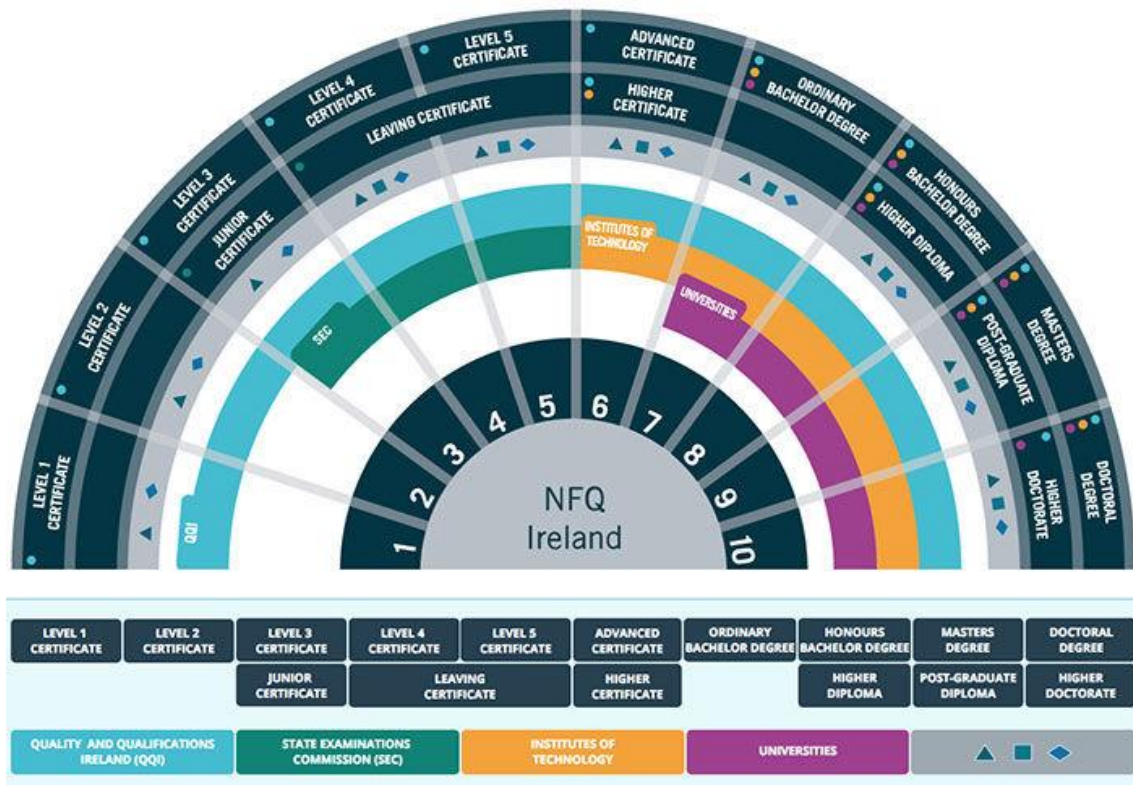 LEVEL 1
CERTIFICATE
LEVEL 2
CERTIFICATE
LEVEL 3
CERTIFICATE
JUNIOR
CERTIFICATE
LEVEL 4
CERTIFICATE
LEVEL 5
CERTIFICATE
LEAVING CERTIFICATE
ADVANCED
CERTIFICATE
HIGHER
CERTIFICATE
ORDINARY
BACHELOR DEGREE
HONOURS
BACHELOR DEGREE
HIGHER DIPLOMA
MASTERS
DEGREE
POST-GRADUATE
DIPLOMA
DOCTORAL
DEGREE
HIGHER
DOCTORATE
QQI
SEC
INSTITUTES OF
TECHNOLOGY
UNIVERSITIES
1
2
3
4
5
6
7
8
9
10
NFQ
Ireland
LEVEL 1
CERTIFICATE
LEVEL 2
CERTIFICATE
LEVEL 3
CERTIFICATE
LEVEL 4
CERTIFICATE
LEVEL 5
CERTIFICATE
ADVANCED
CERTIFICATE
ORDINARY
BACHELOR DEGREE
HONOURS
BACHELOR DEGREE
MASTERS
DEGREE
DOCTORAL
DEGREE
JUNIOR
CERTIFICATE
LEAVING
CERTIFICATE
HIGHER
CERTIFICATE
HIGHER
DIPLOMA
POST-GRADUATE
DIPLOMA
HIGHER
DOCTORATE
QUALITY AND QUALIFICATIONS
IRELAND (QQI)
STATE EXAMINATIONS
COMMISSION (SEC)
INSTITUTES OF
TECHNOLOGY
UNIVERSITIES